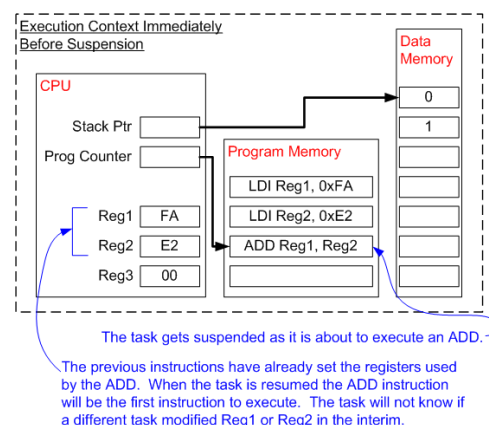 Execution Context Immediately
Before Suspension
Data
Memory
CPU
0
Stack Ptr
1
Prog Counter
Program Memory
LDI Reg1, 0xFA
Reg1 FA
LDI Reg2, 0xE2
Reg2 E2
ADD Reg1, Reg2
Reg3 00
The task gets suspended as it is about to execute an ADD.
The previous instructions have already set the registers used
by the ADD. When the task is resumed the ADD instruction
will be the first instruction to execute. The task will not know if
a different task modified Reg1 or Reg2 in the interim.